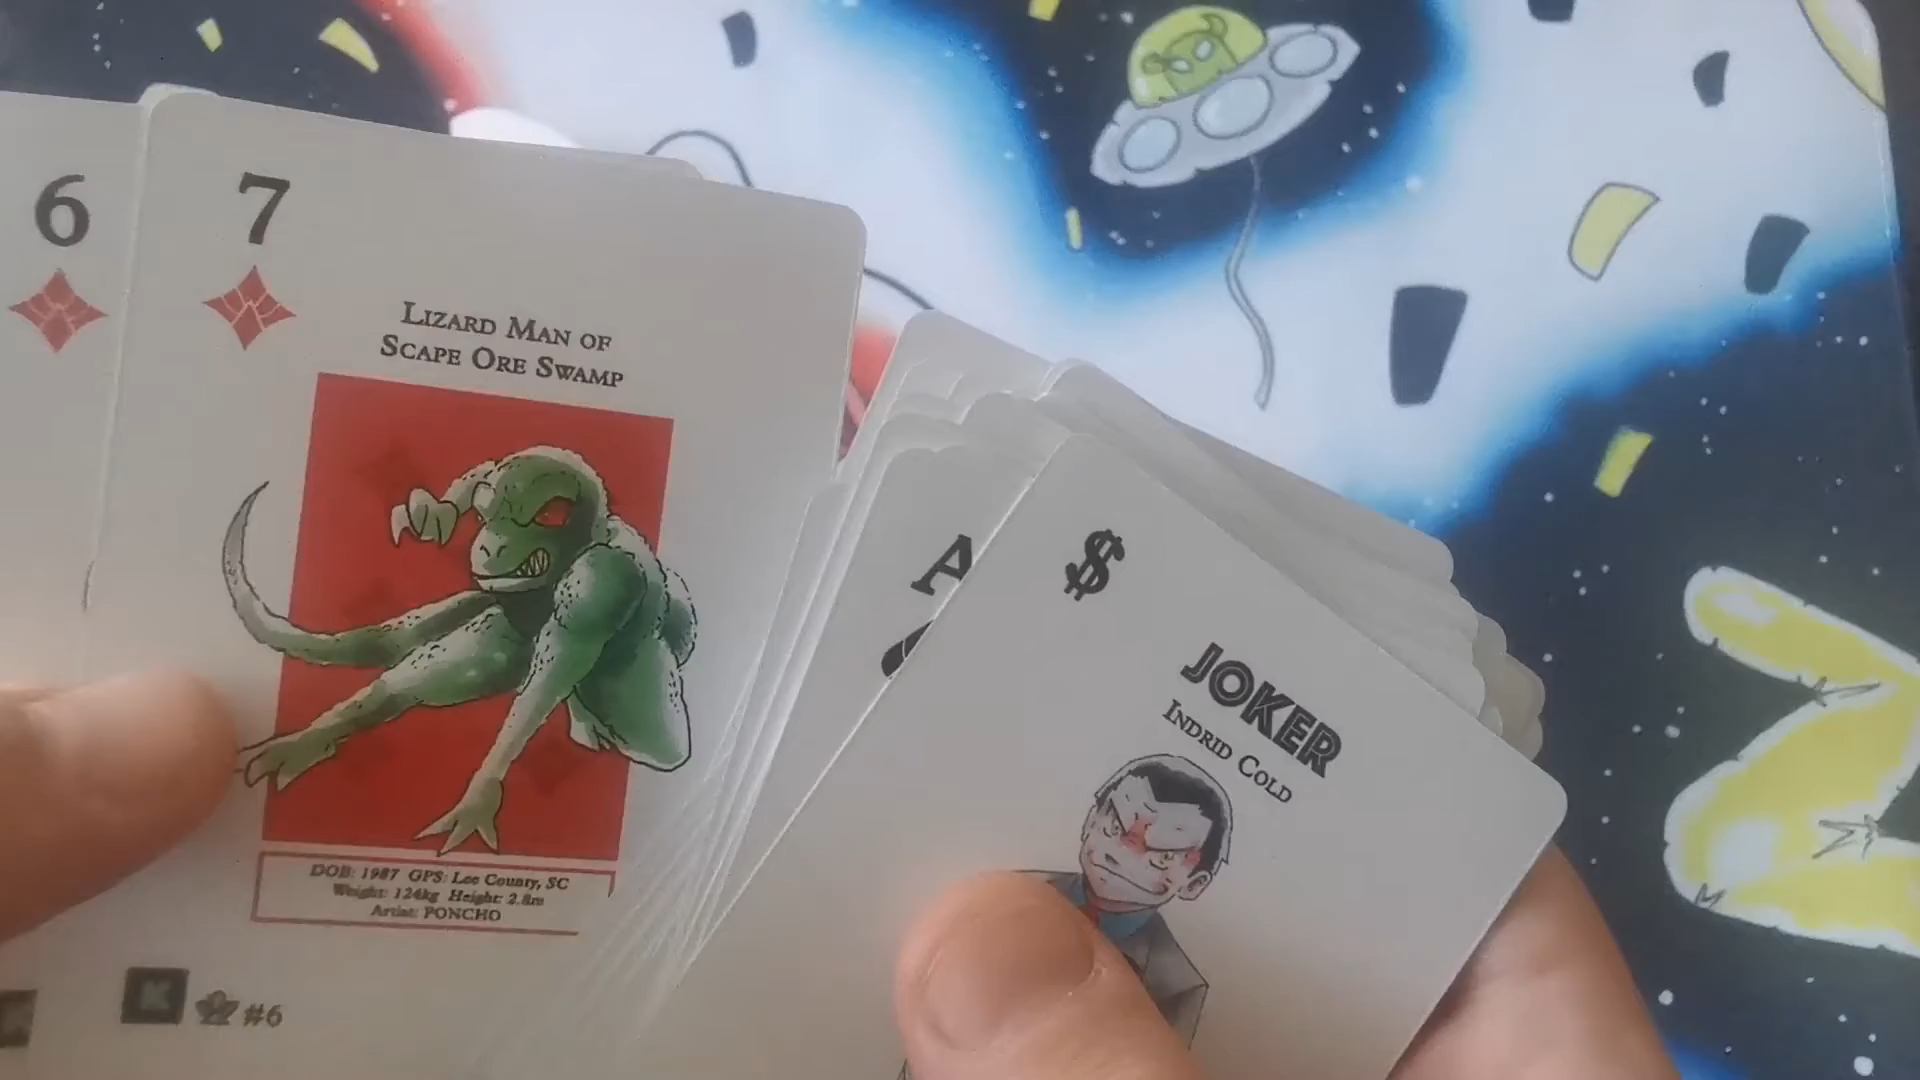 6
7
LIZARD MAN OF
SCAPE ORE SWAMP
DOB: 1987 GPS: Lee County, SC
Weight: 124kg Height: 2.8m
Artist: PONCHO
K
#6
A
$
JOKER
INDRID COLD
Z